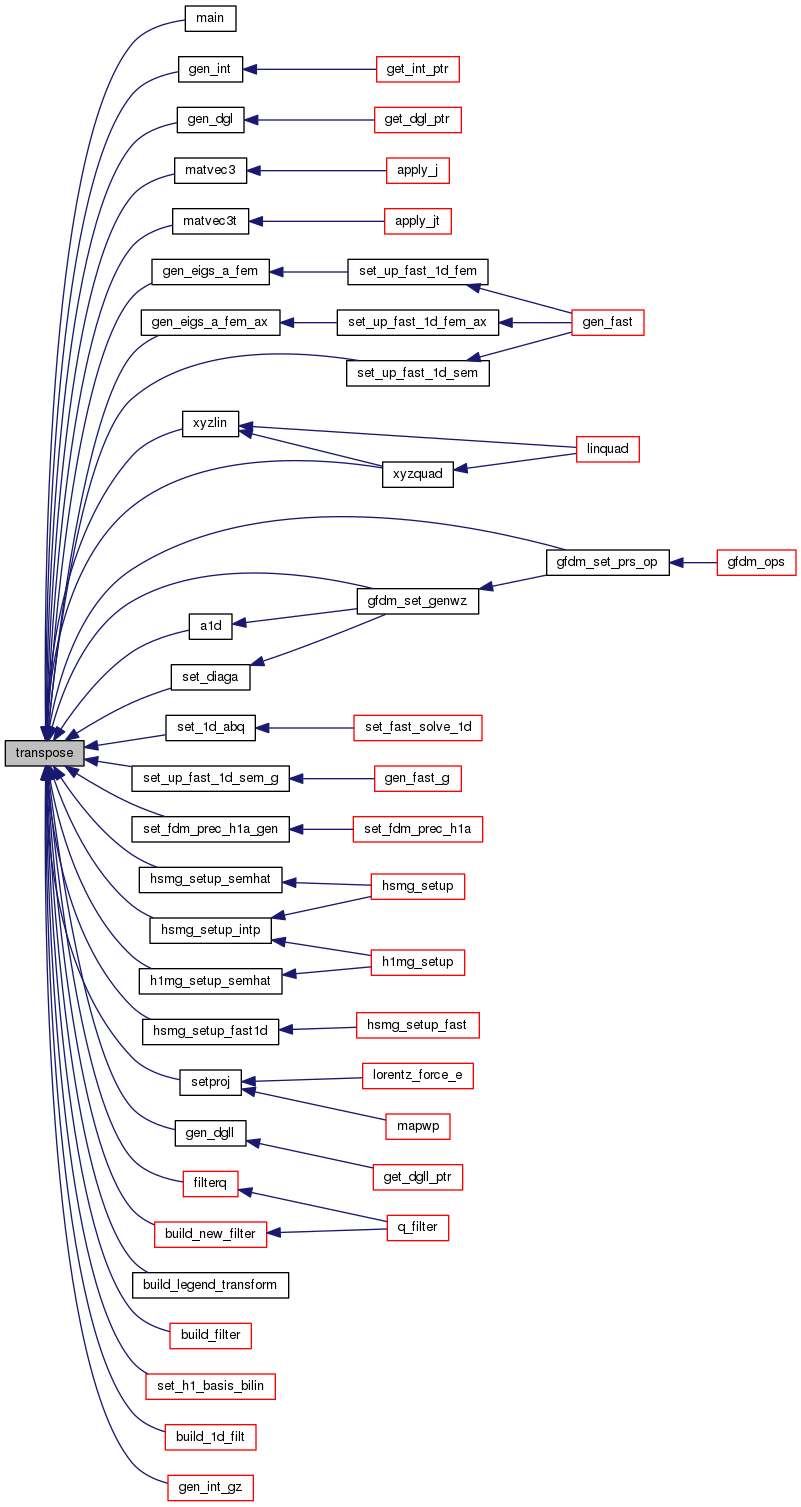 main
gen_int
get_int_ptr
gen_dgl
get_dgl_ptr
matvec3
apply_j
matvec3t
apply_jt
gen_eigs_a_fem
set_up_fast_1d_fem
gen_eigs_a_fem_ax
set_up_fast_1d_fem_ax
gen_fast
set_up_fast_1d_sem
xyzlin
linquad
xyzquad
gfdm_set_prs_op
gfdm_ops
gfdm_set_genwz
a1d
set_diaga
set_1d_abq
set_fast_solve_1d
transpose
set_up_fast_1d_sem_g
gen_fast_g
set_fdm_prec_h1a_gen
set_fdm_prec_h1a
hsmg_setup_semhat
hsmg_setup
hsmg_setup_intp
h1mg_setup
h1mg_setup_semhat
hsmg_setup_fast1d
hsmg_setup_fast
setproj
lorentz_force_e
mapwp
gen_dgll
get_dgll_ptr
filterq
q_filter
build_new_filter
build_legend_transform
build_filter
set_h1_basis_bilin
build_1d_filt
gen_int_gz